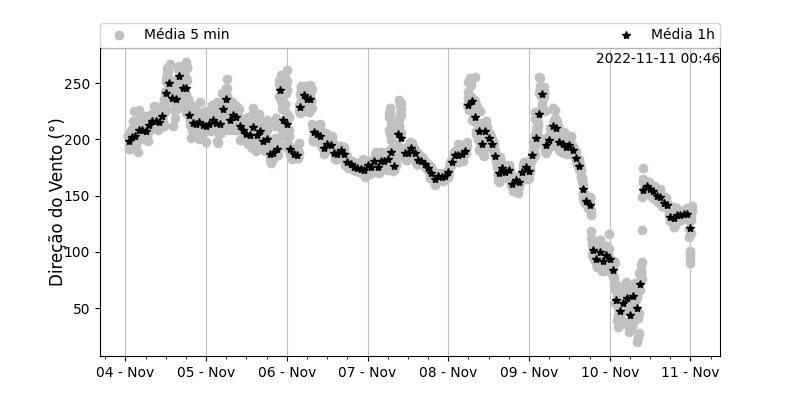 Média 5 min
Média 1h
2022-11-11 00:46
Direção do Vento (°)
250
200
150
100
50
04 - Nov
05 - Nov
06 - Nov
07 - Nov
08 - Nov
09 - Nov
10 - Nov
11 - Nov